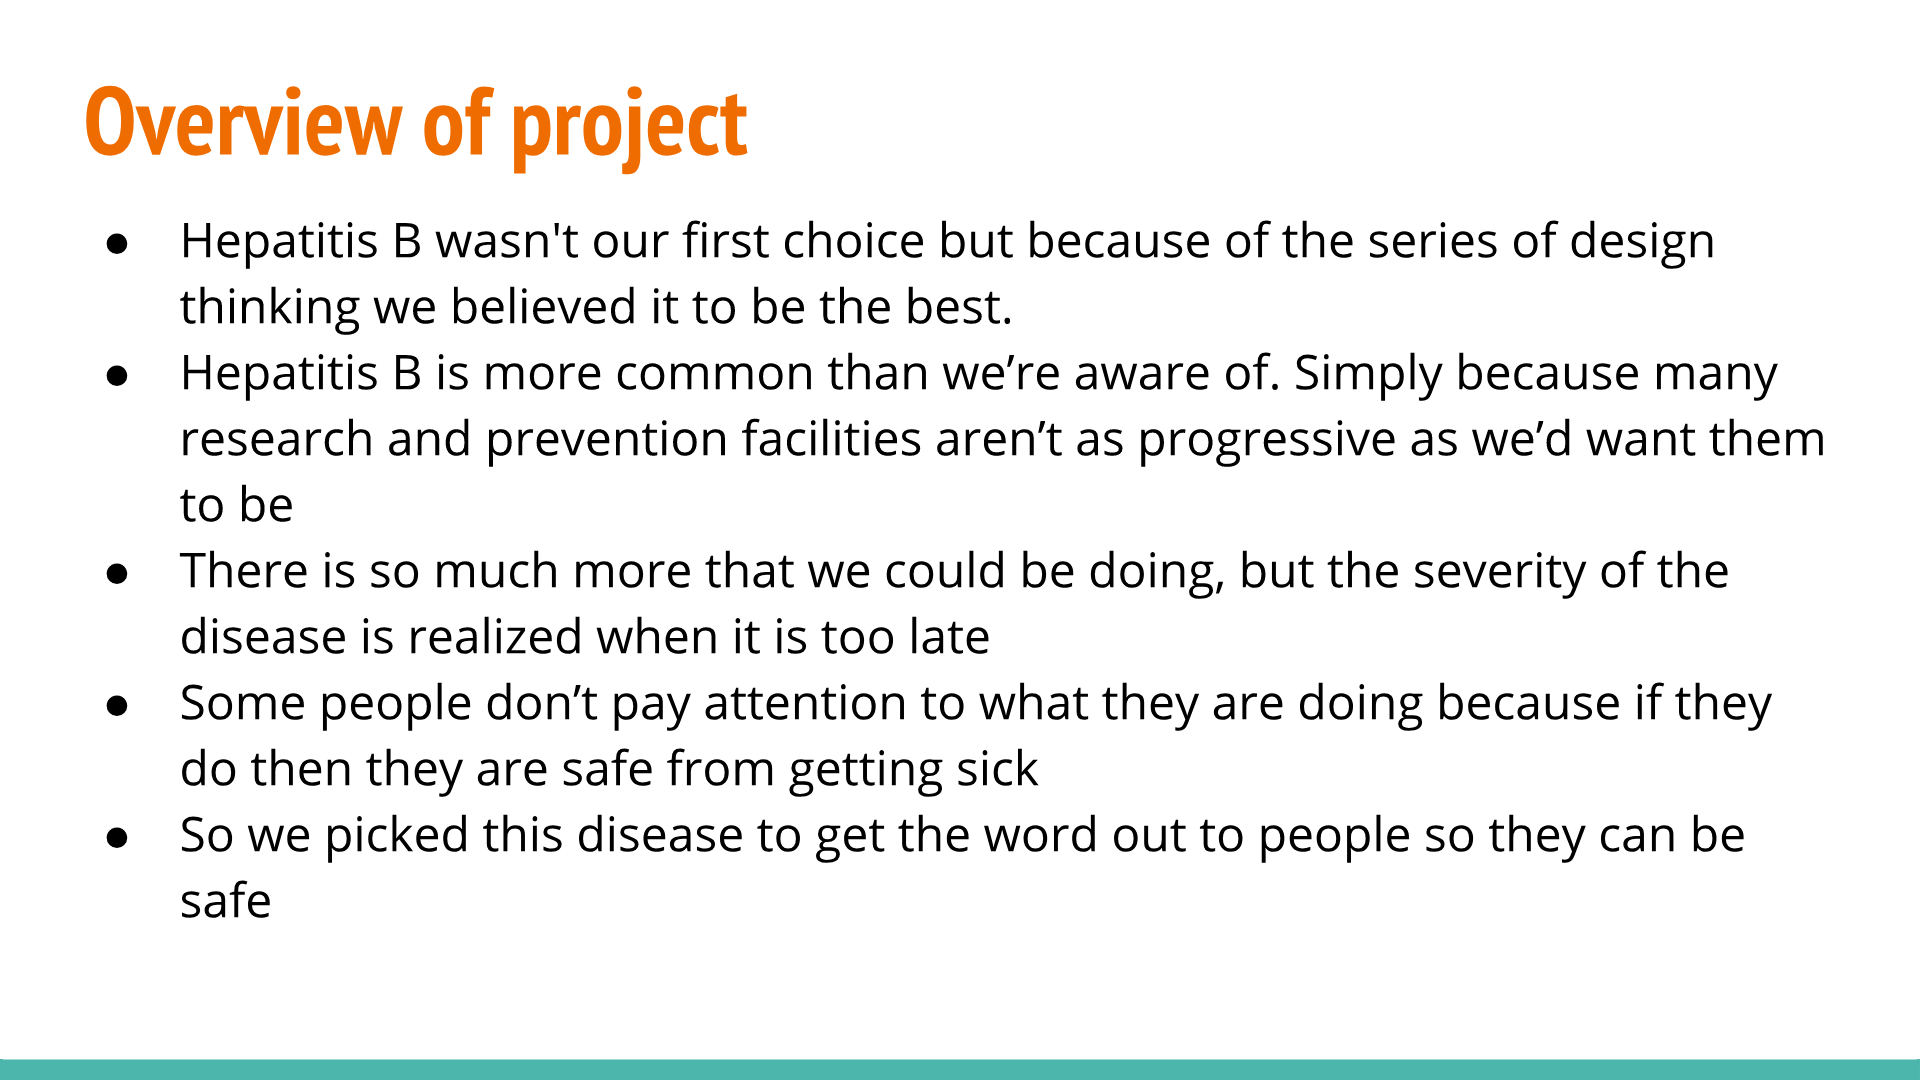 Overview of project
● Hepatitis B wasn't our first choice but because of the series of design
thinking we believed it to be the best.
● Hepatitis B is more common than we’re aware of. Simply because many
research and prevention facilities aren’t as progressive as we’d want them
to be
● There is so much more that we could be doing, but the severity of the
disease is realized when it is too late
● Some people don’t pay attention to what they are doing because if they
do then they are safe from getting sick
● So we picked this disease to get the word out to people so they can be
safe